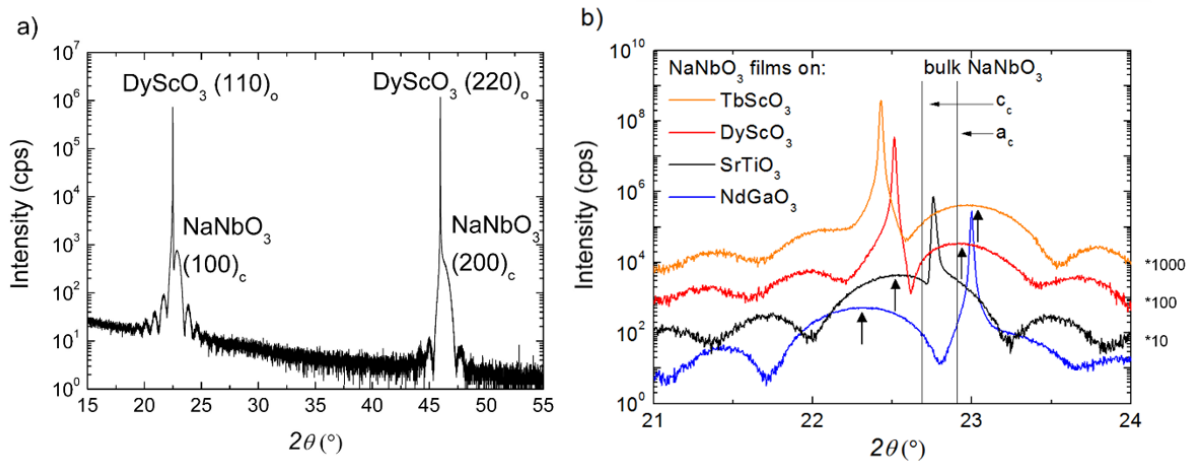 a)
10⁷
10⁶
10⁵
10⁴
10³
10²
10¹
10⁰
Intensity (cps)
DyScO₃ (110)ₒ
DyScO₃ (220)ₒ
NaNbO₃
(100)c
NaNbO₃
(200)c
15 20 25 30 35 40 45 50 55
2θ (°)
b)
10¹⁰
10⁸
10⁶
10⁴
10²
10⁰
Intensity (cps)
NaNbO₃ films on:
TbScO₃
DyScO₃
SrTiO₃
NdGaO₃
bulk NaNbO₃
c_c
a_c
*1000
*100
*10
21 22 23 24
2θ (°)